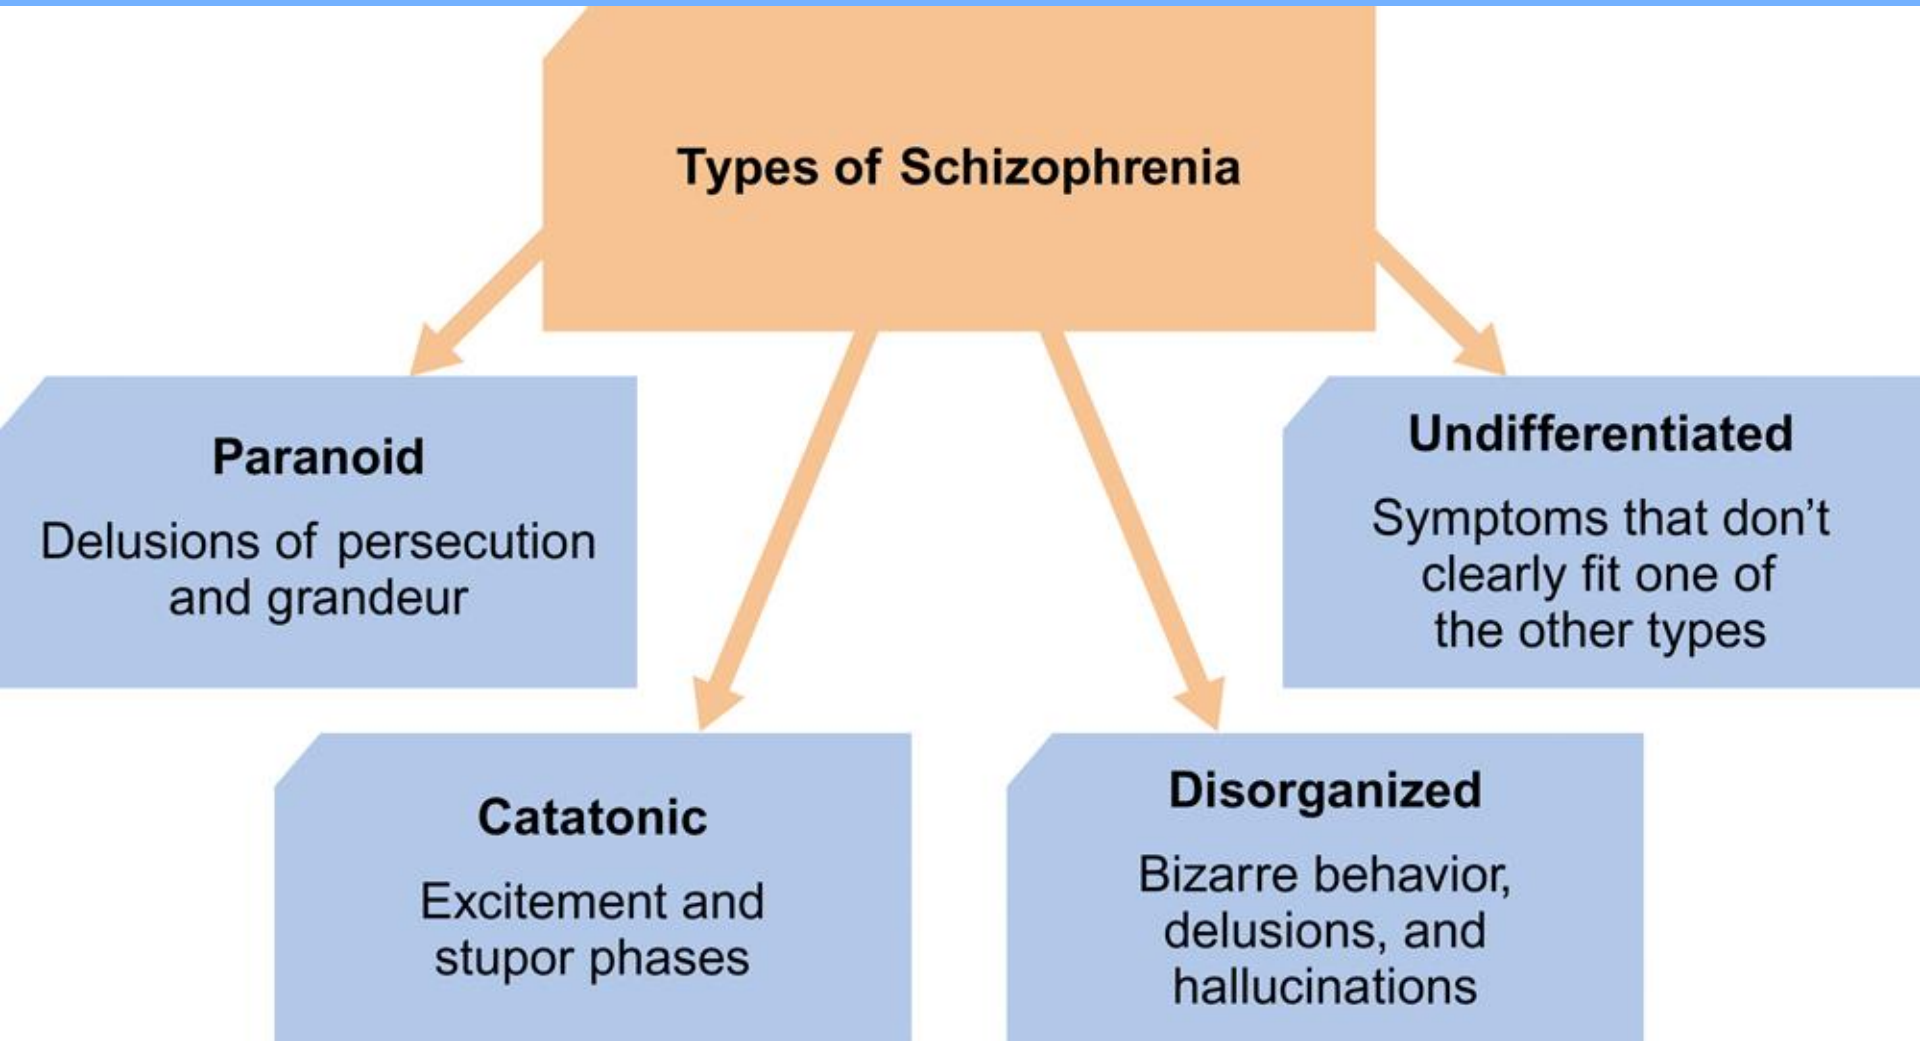 Types of Schizophrenia
Paranoid
Delusions of persecution
and grandeur
Undifferentiated
Symptoms that don’t
clearly fit one of
the other types
Catatonic
Excitement and
stupor phases
Disorganized
Bizarre behavior,
delusions, and
hallucinations